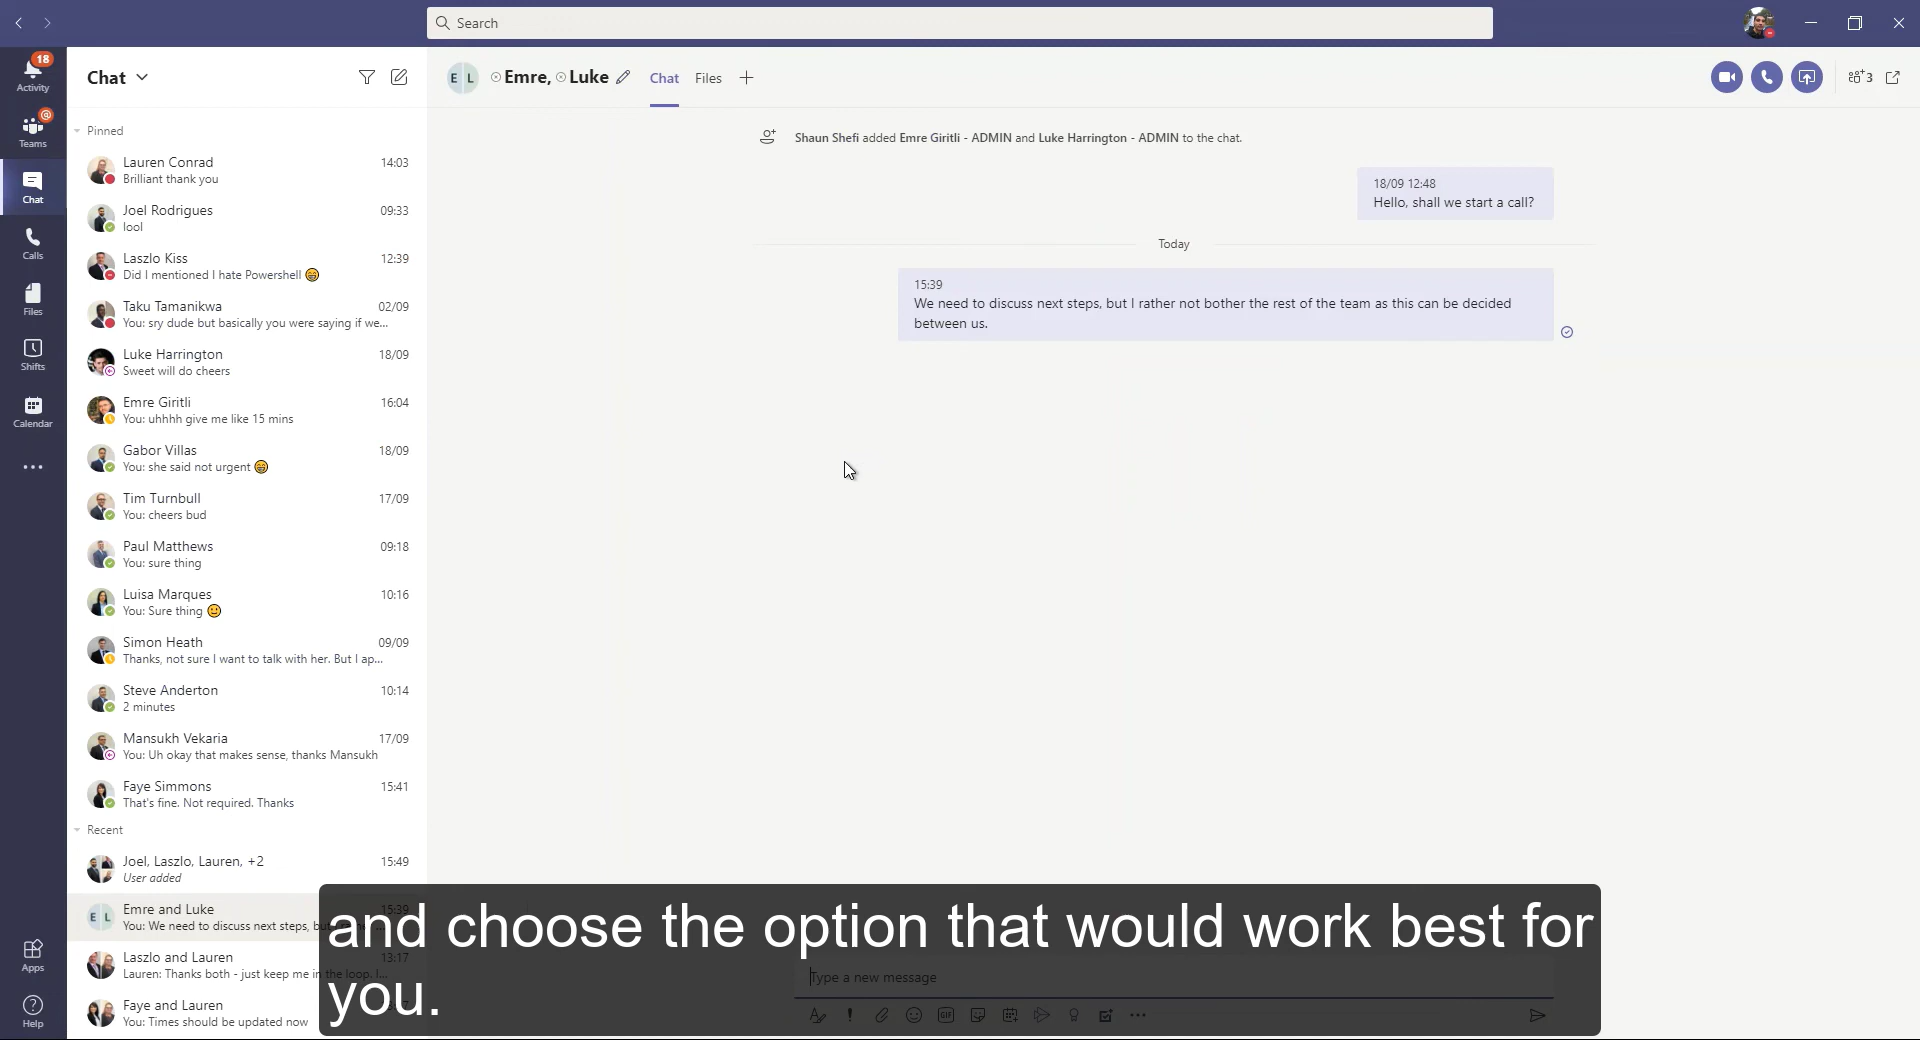 Search
18
Activity
Teams
Chat
Calls
Files
Shifts
Calendar
Apps
Help
Chat
Pinned
Lauren Conrad 14:03
Brilliant thank you
Joel Rodrigues 09:33
lool
Laszlo Kiss 12:39
Did I mentioned I hate Powershell 😁
Taku Tamanikwa 02/09
You: sry dude but basically you were saying if we...
Luke Harrington 18/09
Sweet will do cheers
Emre Giritli 16:04
You: uhhhh give me like 15 mins
Gabor Villas 18/09
You: she said not urgent 😁
Tim Turnbull 17/09
You: cheers bud
Paul Matthews 09:18
You: sure thing
Luisa Marques 10:16
You: Sure thing 🙂
Simon Heath 09/09
Thanks, not sure I want to talk with her. But I ap...
Steve Anderton 10:14
2 minutes
Mansukh Vekaria 17/09
You: Uh okay that makes sense, thanks Mansukh
Faye Simmons 15:41
That's fine. Not required. Thanks
Recent
Joel, Laszlo, Lauren, +2 15:49
User added
EL
Emre and Luke 15:39
You: We need to discuss next steps, but
Laszlo and Lauren 13:17
Lauren: Thanks both - just keep me in the loop. I...
Faye and Lauren
You: Times should be updated now
EL Emre, Luke Chat Files 3
Shaun Shefi added Emre Giritli - ADMIN and Luke Harrington - ADMIN to the chat.
18/09 12:48
Hello, shall we start a call?
Today
15:39
We need to discuss next steps, but I rather not bother the rest of the team as this can be decided
between us.
Type a new message
GIF
and choose the option that would work best for
you.